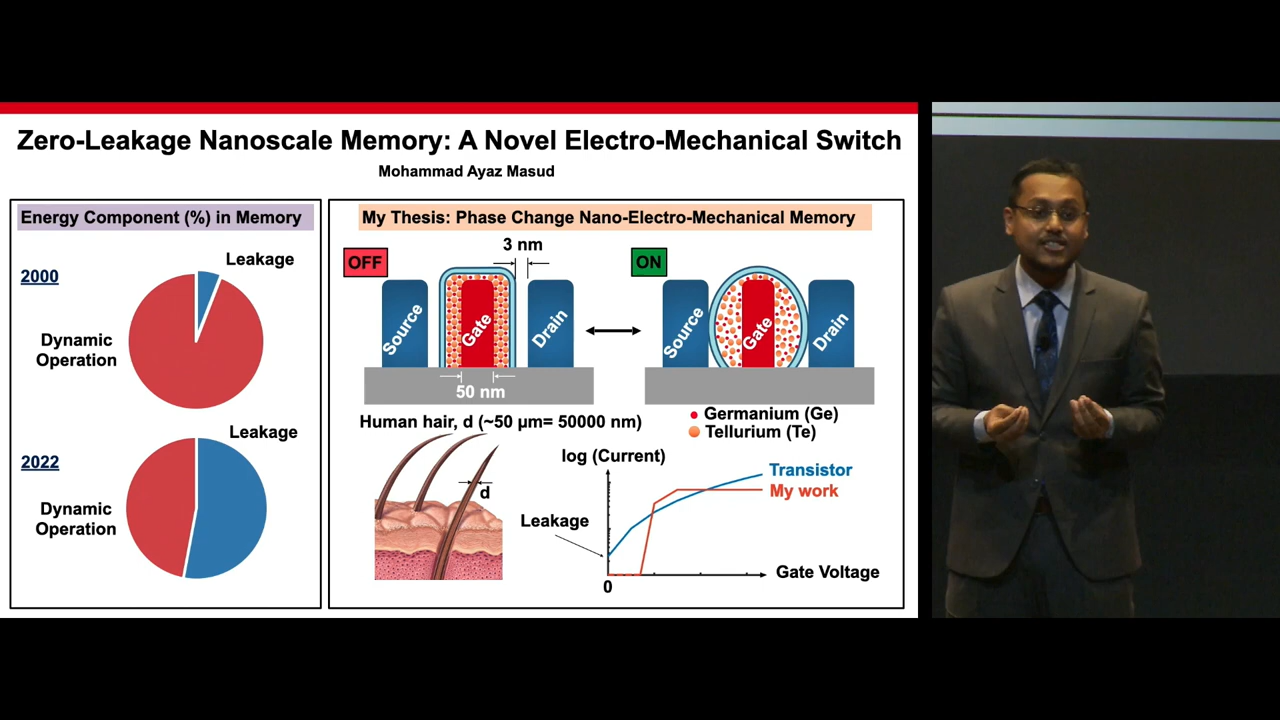 Zero-Leakage Nanoscale Memory: A Novel Electro-Mechanical Switch
Mohammad Ayaz Masud
Energy Component (%) in Memory
2000
Leakage
Dynamic
Operation
2022
Leakage
Dynamic
Operation
My Thesis: Phase Change Nano-Electro-Mechanical Memory
OFF
3 nm
Source
Gate
Drain
50 nm
ON
Source
Gate
Drain
Germanium (Ge)
Tellurium (Te)
Human hair, d (~50 µm= 50000 nm)
d
log (Current)
Transistor
My work
Leakage
0
Gate Voltage